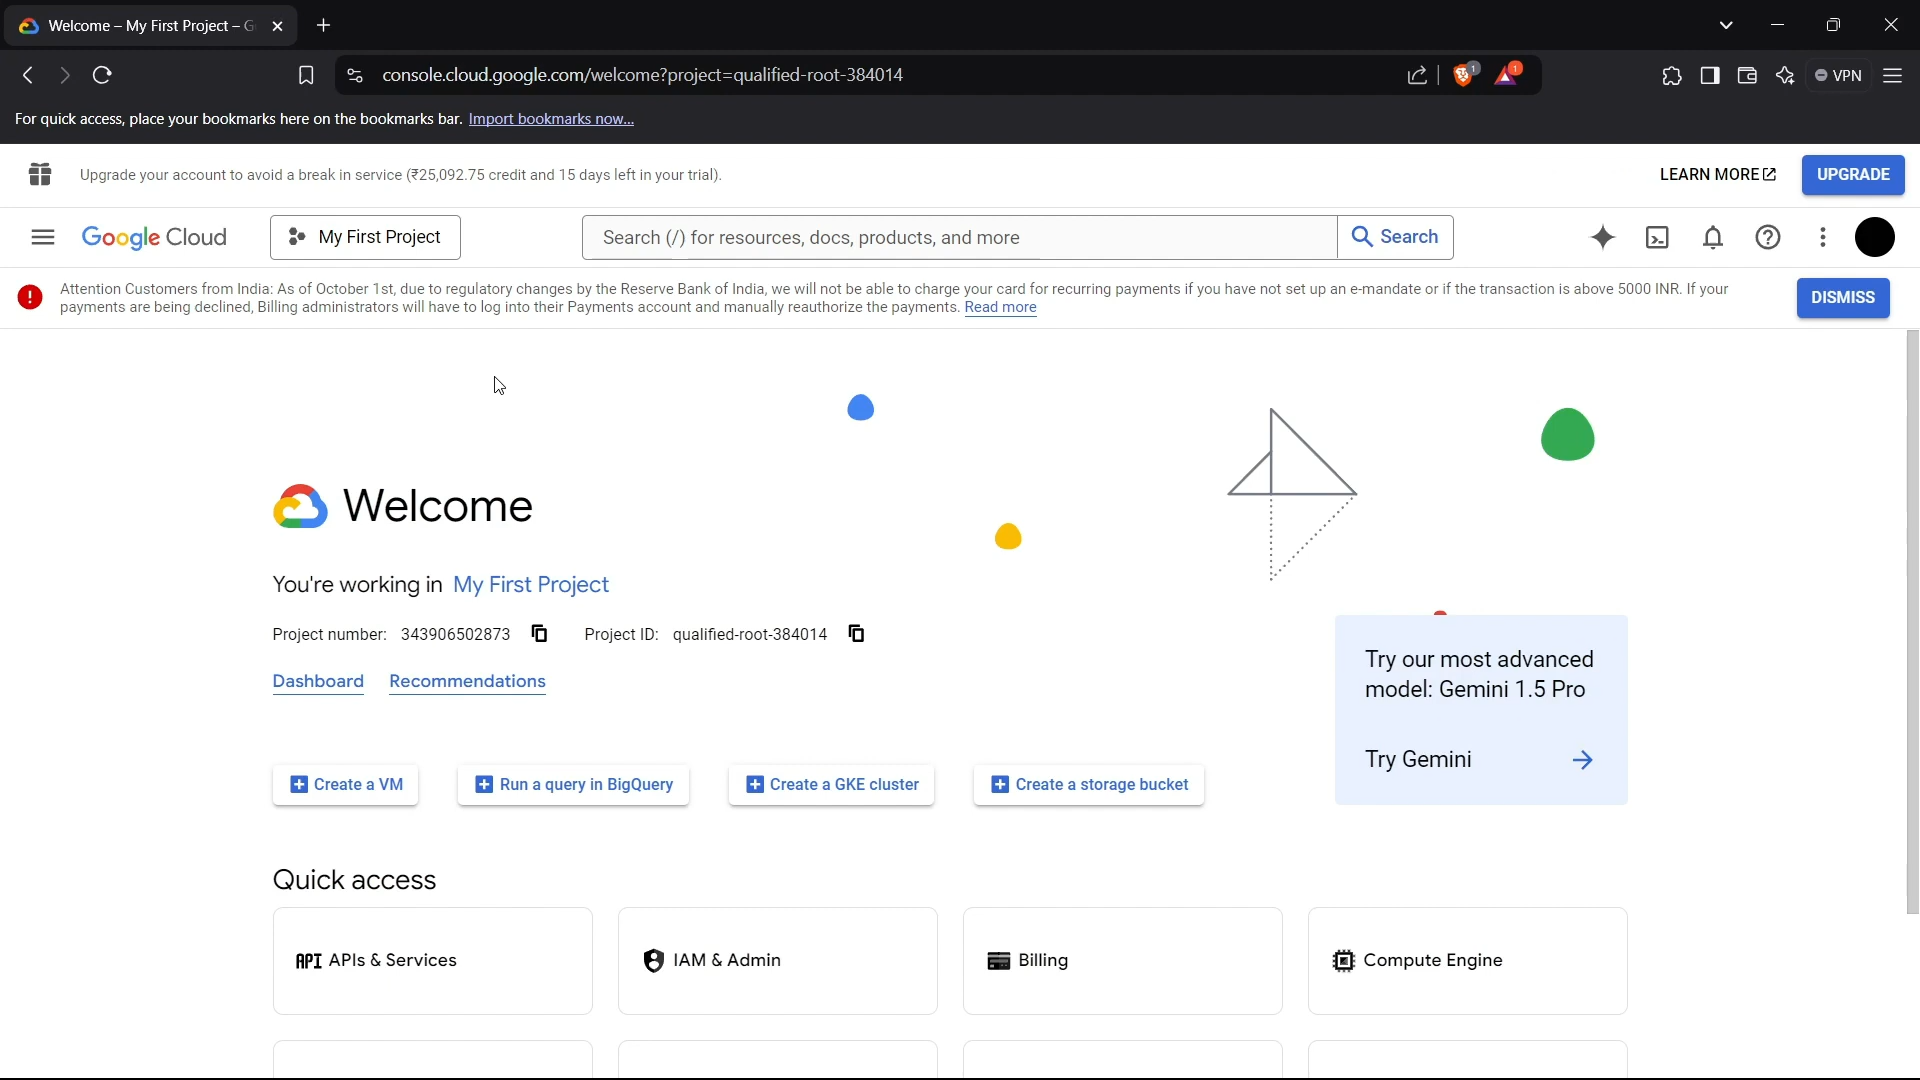 Welcome – My First Project – G
console.cloud.google.com/welcome?project=qualified-root-384014
1
1
VPN
For quick access, place your bookmarks here on the bookmarks bar. Import bookmarks now...
Upgrade your account to avoid a break in service (₹25,092.75 credit and 15 days left in your trial).
LEARN MORE
UPGRADE
Google Cloud
My First Project
Search (/) for resources, docs, products, and more
Search
Attention Customers from India: As of October 1st, due to regulatory changes by the Reserve Bank of India, we will not be able to charge your card for recurring payments if you have not set up an e-mandate or if the transaction is above 5000 INR. If your
payments are being declined, Billing administrators will have to log into their Payments account and manually reauthorize the payments. Read more
DISMISS
Welcome
You're working in My First Project
Project number: 343906502873
Project ID: qualified-root-384014
Dashboard
Recommendations
Try our most advanced
model: Gemini 1.5 Pro
Try Gemini
Create a VM
Run a query in BigQuery
Create a GKE cluster
Create a storage bucket
Quick access
API APIs & Services
IAM & Admin
Billing
Compute Engine